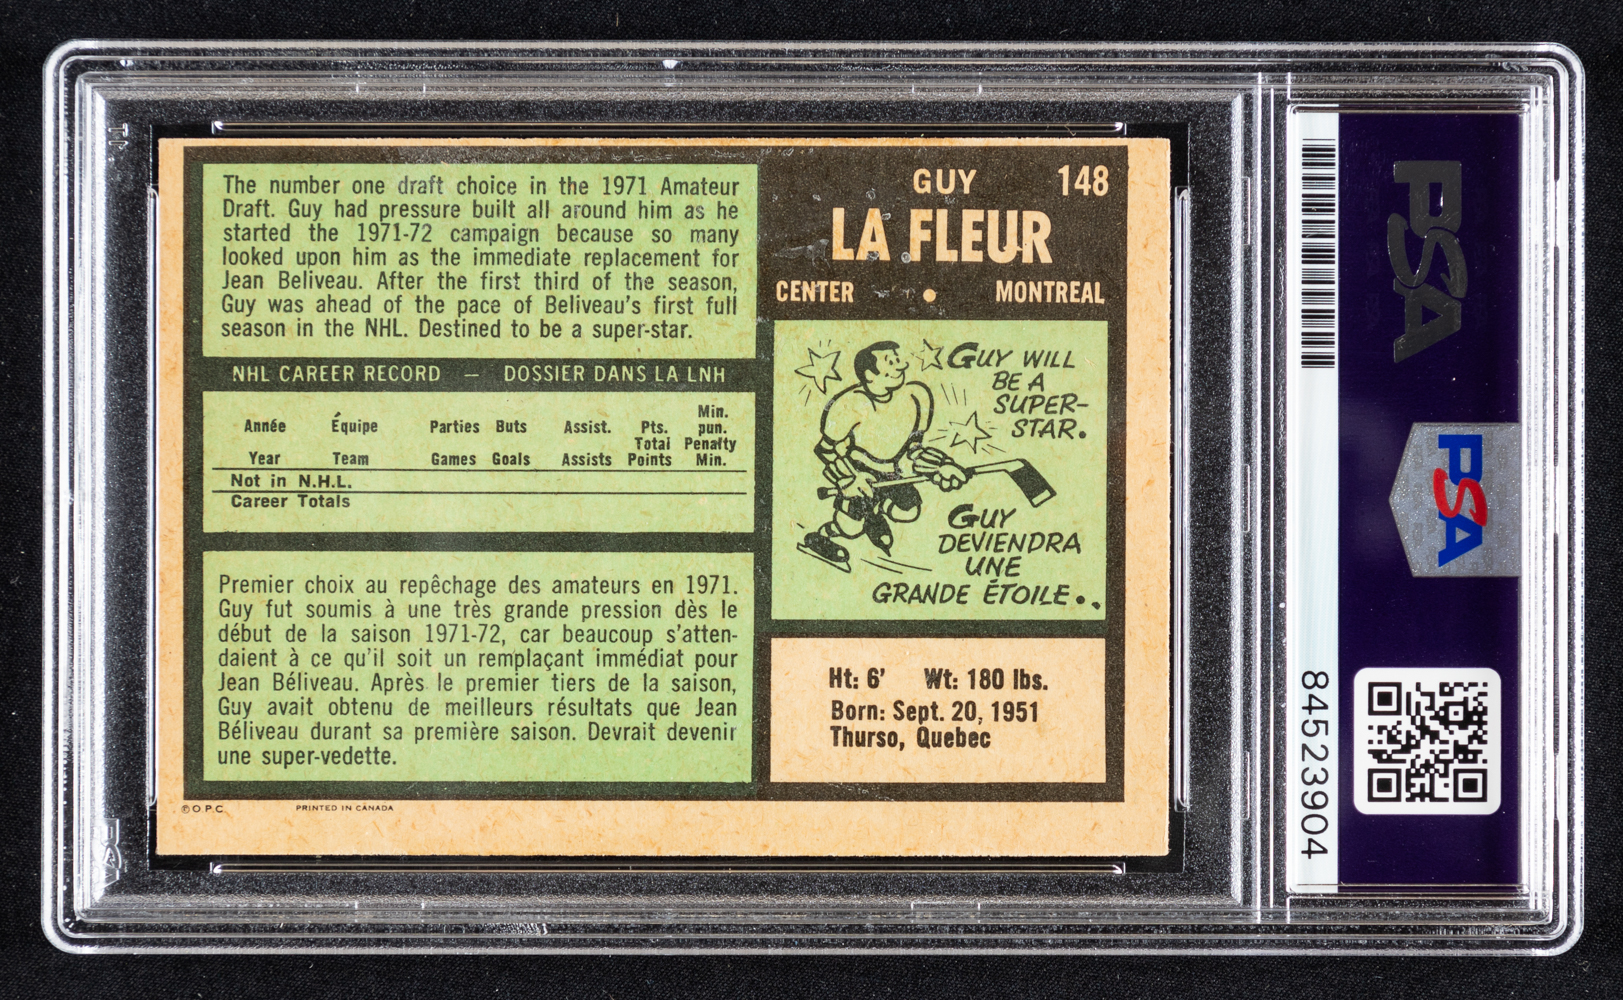 The number one draft choice in the 1971 Amateur
Draft. Guy had pressure built all around him as he
started the 1971-72 campaign because so many
looked upon him as the immediate replacement for
Jean Beliveau. After the first third of the season,
Guy was ahead of the pace of Beliveau's first full
season in the NHL. Destined to be a super-star.
NHL CAREER RECORD — DOSSIER DANS LA LNH
Année Équipe Parties Buts Assist. Pts. Min. pun.
Year Team Games Goals Assists Total Points Penalty Min.
Not in N.H.L.
Career Totals
Premier choix au repêchage des amateurs en 1971.
Guy fut soumis à une très grande pression dès le
début de la saison 1971-72, car beaucoup s'atten-
daient à ce qu'il soit un remplaçant immédiat pour
Jean Béliveau. Après le premier tiers de la saison,
Guy avait obtenu de meilleurs résultats que Jean
Béliveau durant sa première saison. Devrait devenir
une super-vedette.
©O.P.C. PRINTED IN CANADA
GUY 148
LA FLEUR
CENTER • MONTREAL
GUY WILL
BE A
SUPER-
STAR.
GUY
DEVIENDRA
UNE
GRANDE ÉTOILE..
Ht: 6' Wt: 180 lbs.
Born: Sept. 20, 1951
Thurso, Quebec
PSA
PSA
84523904